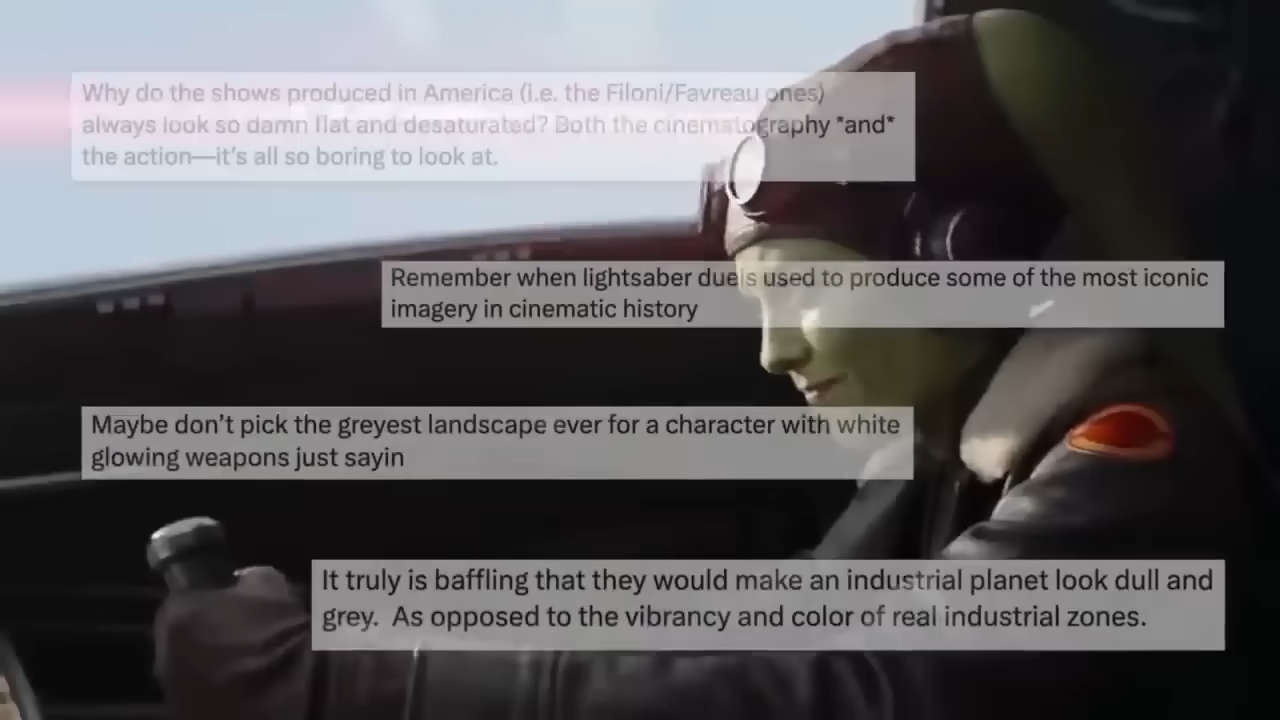 Why do the shows produced in America (i.e. the Filoni/Favreau ones)
always look so damn flat and desaturated? Both the cinematography *and*
the action—it's all so boring to look at.
Remember when lightsaber duels used to produce some of the most iconic
imagery in cinematic history
Maybe don't pick the greyest landscape ever for a character with white
glowing weapons just sayin
It truly is baffling that they would make an industrial planet look dull and
grey. As opposed to the vibrancy and color of real industrial zones.